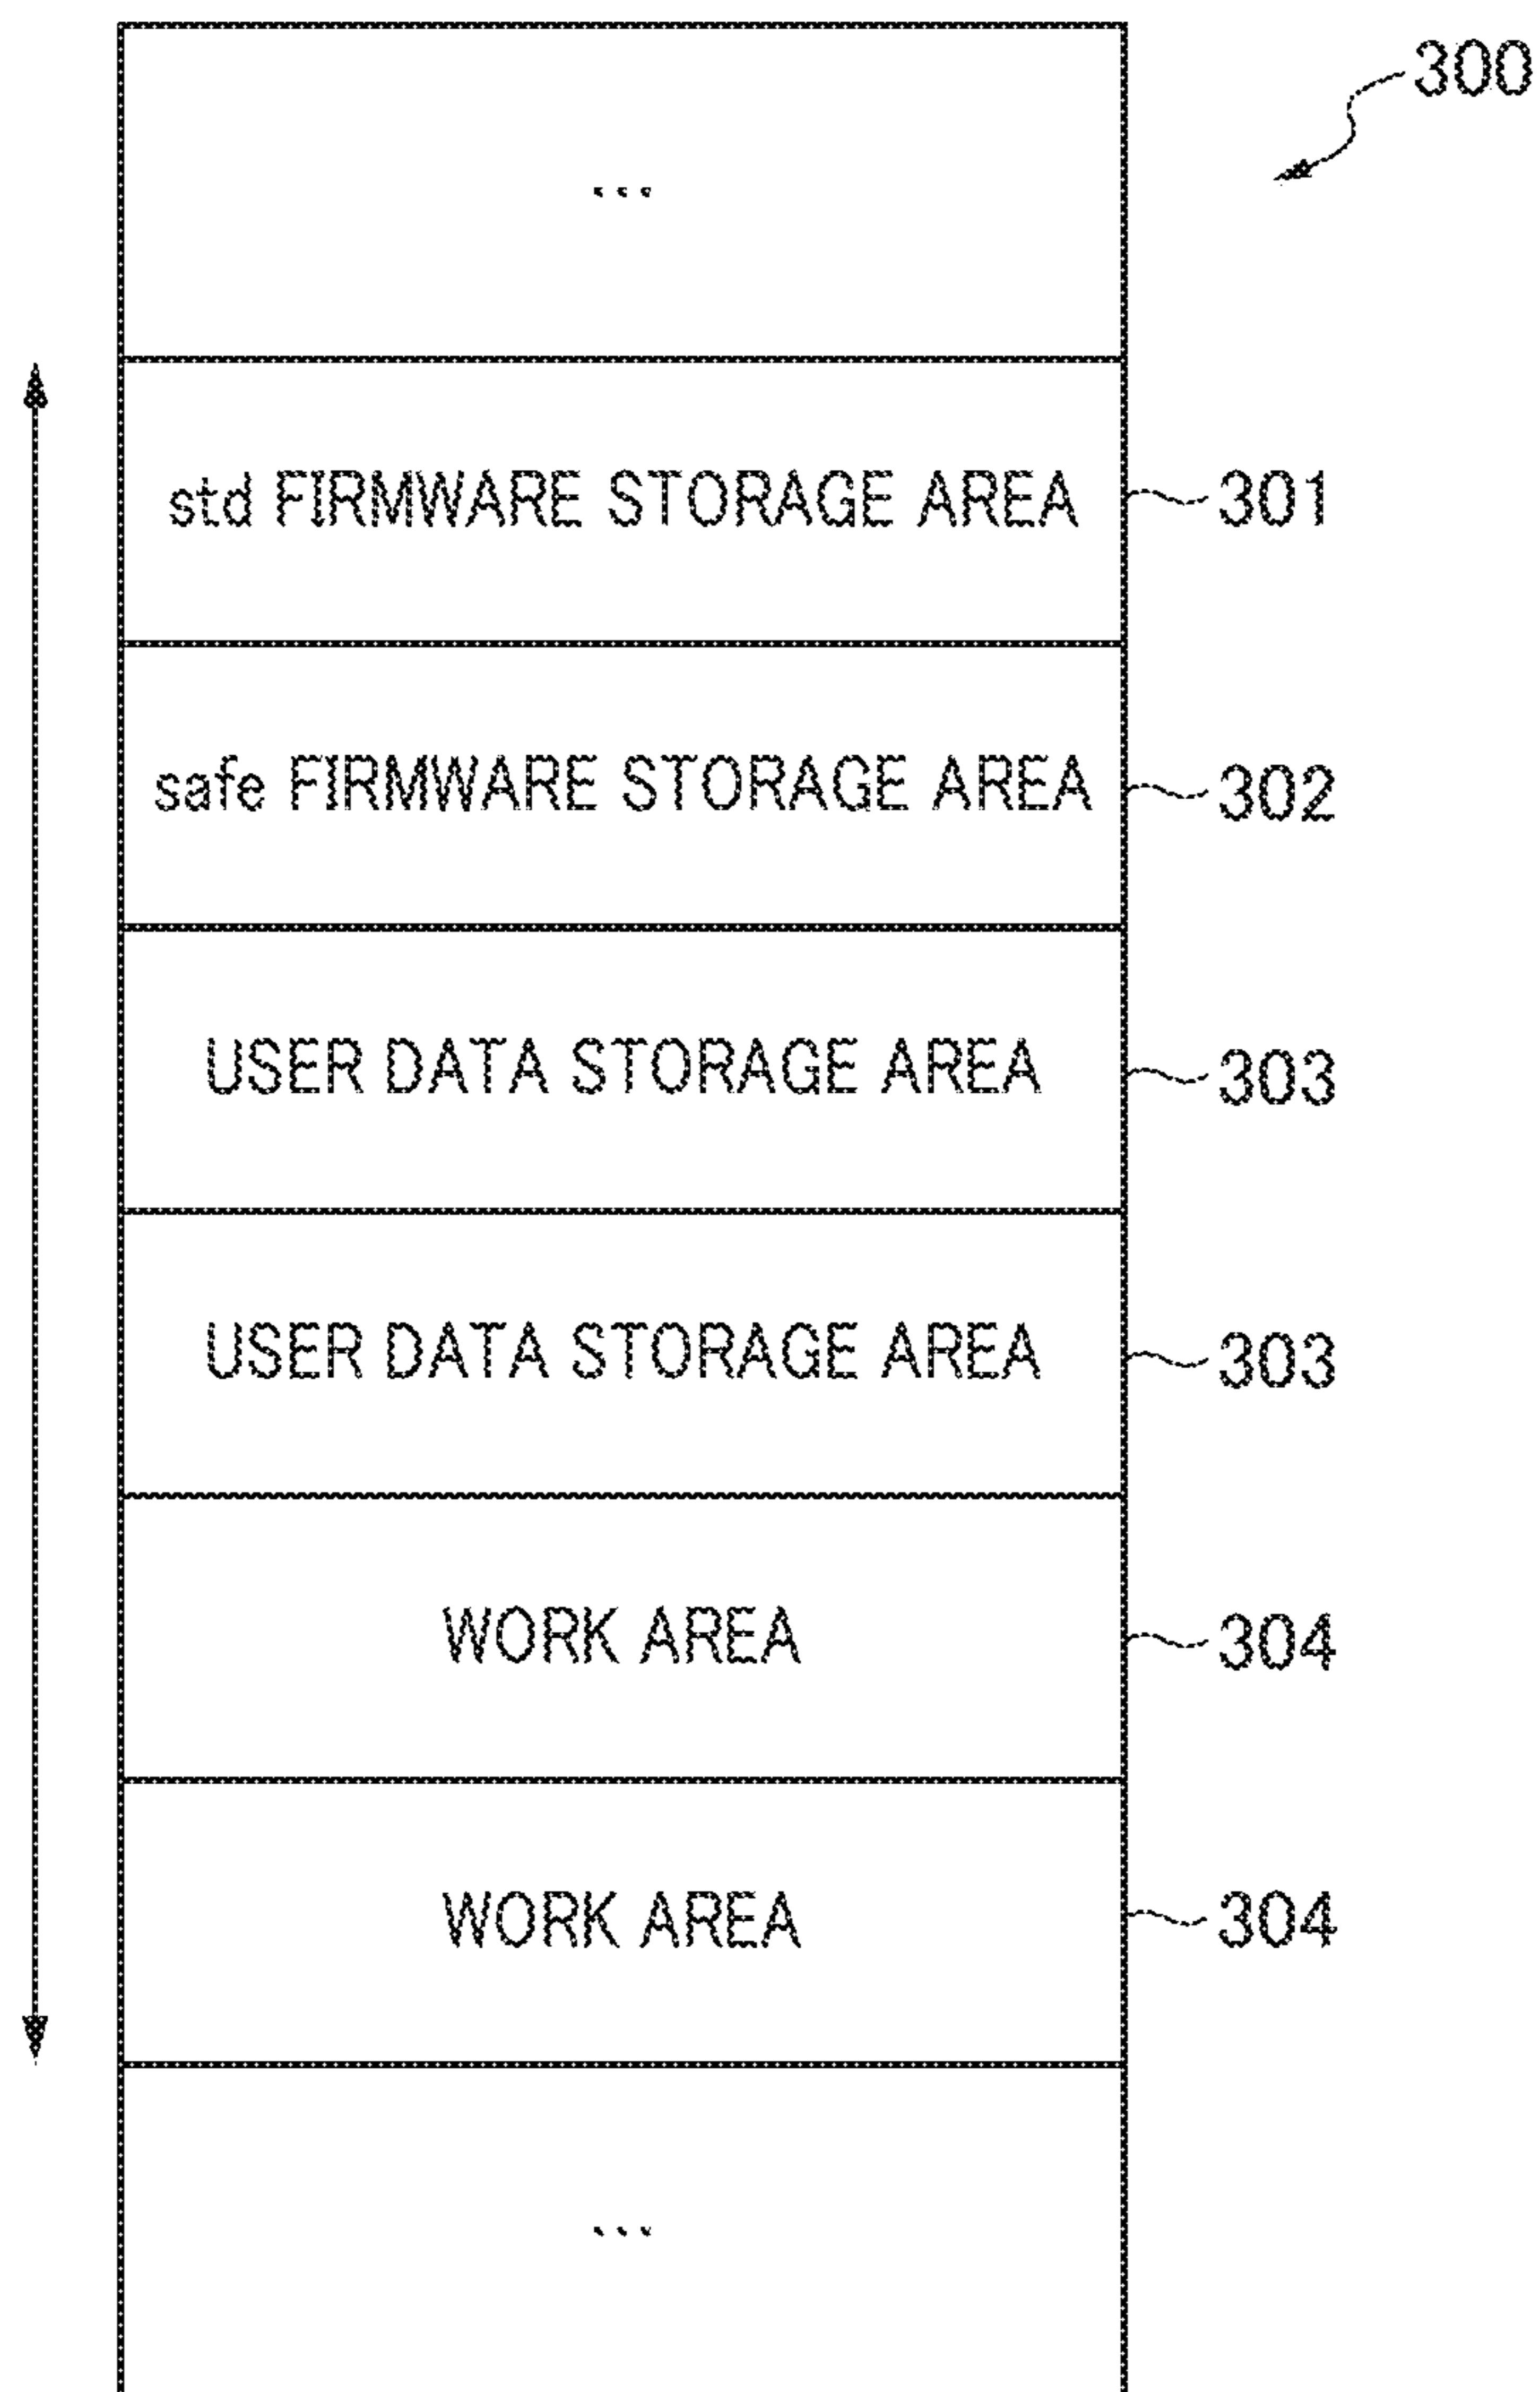 300
...
std FIRMWARE STORAGE AREA 301
safe FIRMWARE STORAGE AREA 302
USER DATA STORAGE AREA 303
USER DATA STORAGE AREA 303
WORK AREA 304
WORK AREA 304
...